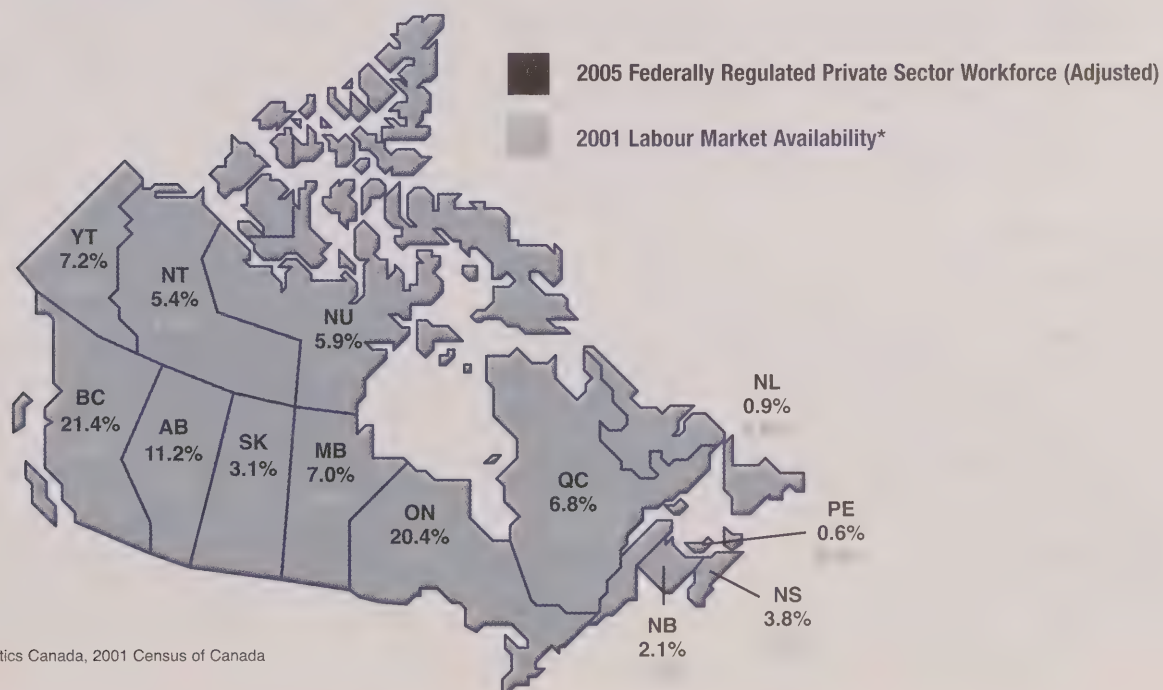 2005 Federally Regulated Private Sector Workforce (Adjusted)
2001 Labour Market Availability*
YT
7.2%
NT
5.4%
NU
5.9%
BC
21.4%
AB
11.2%
SK
3.1%
MB
7.0%
ON
20.4%
QC
6.8%
NL
0.9%
PE
0.6%
NS
3.8%
NB
2.1%
tics Canada, 2001 Census of Canada